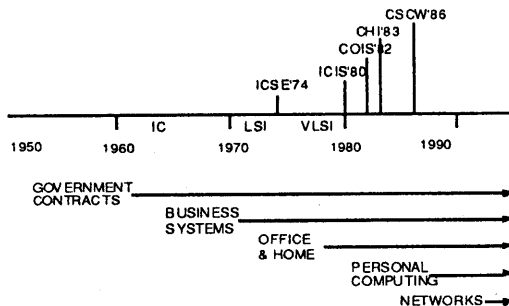 CSCW'86
CHI'83
COIS'82
ICSE'74
ICIS'80
IC LSI VLSI
1950 1960 1970 1980 1990
GOVERNMENT
CONTRACTS
BUSINESS
SYSTEMS
OFFICE
& HOME
PERSONAL
COMPUTING
NETWORKS